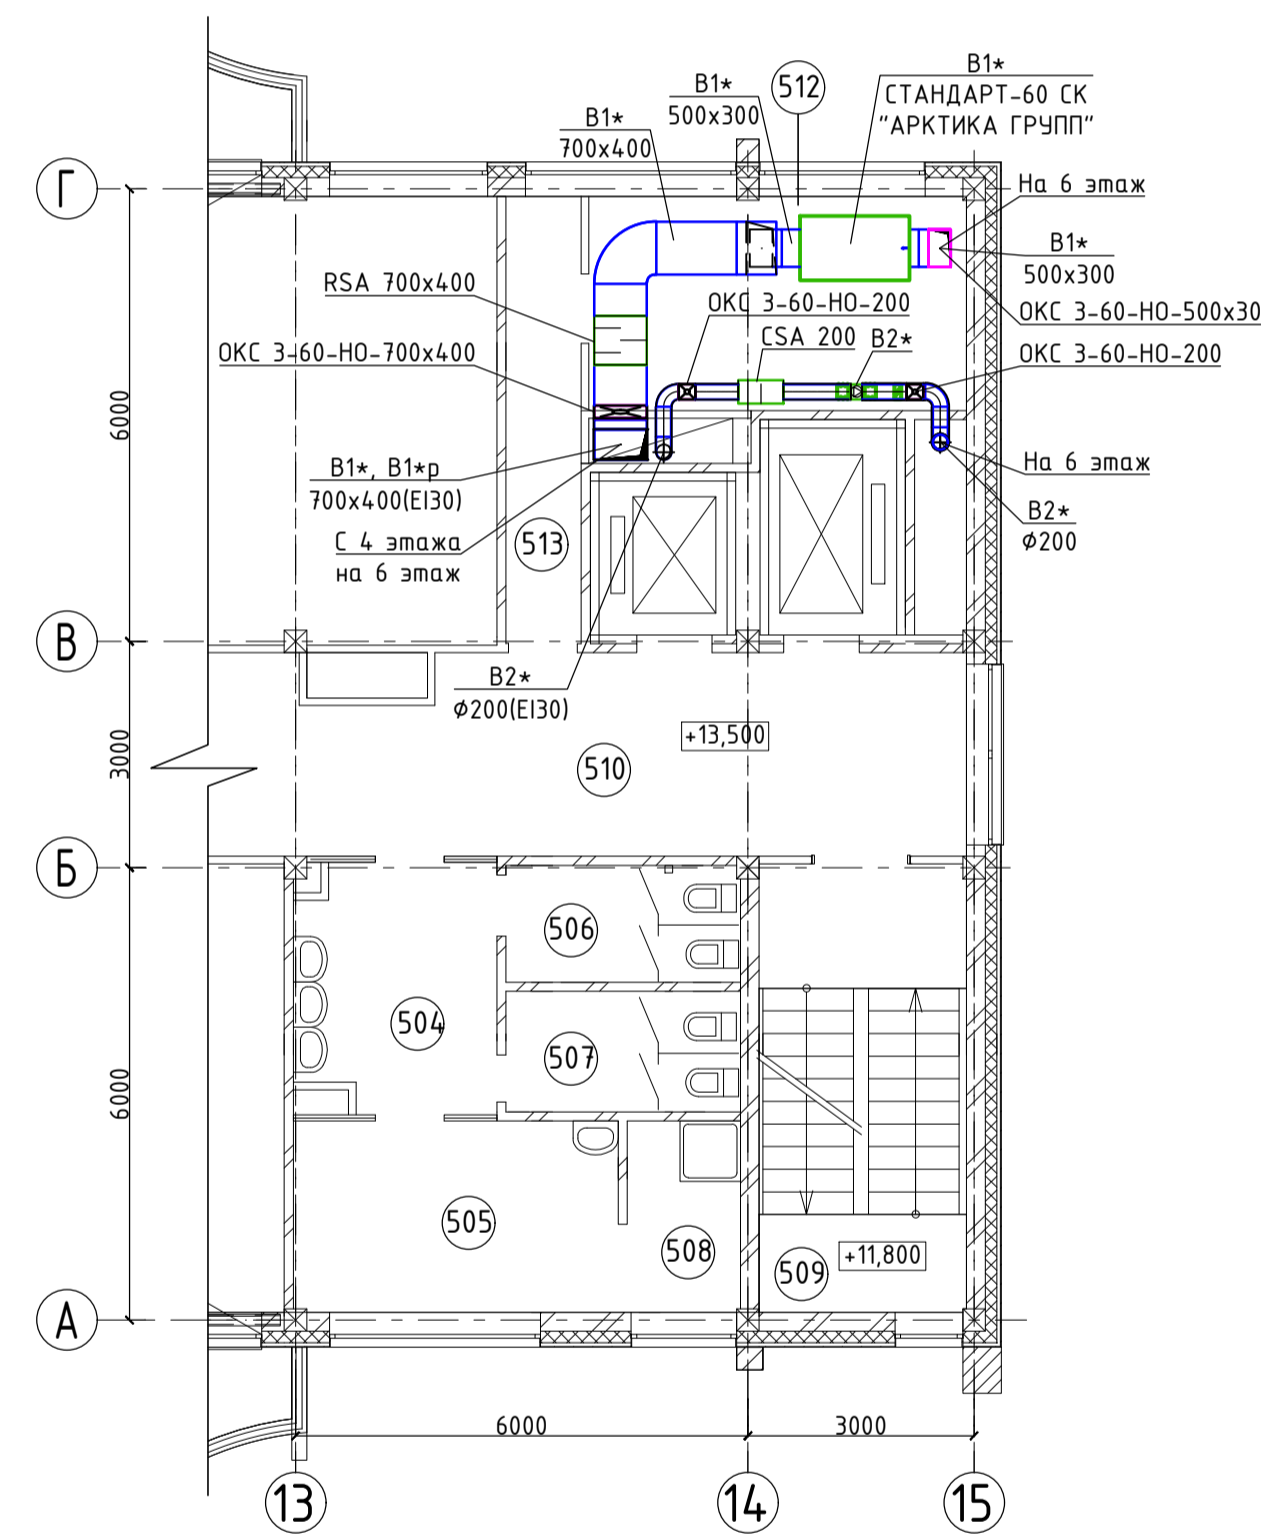 В1*
СТАНДАРТ-60 СК
"АРКТИКА ГРУПП"
В1*
500х300
512
В1*
700х400
Г
На 6 этаж
В1*
500х300
RSA 700х400
ОКС 3-60-НО-200
ОКС 3-60-НО-500х30
CSA 200
В2*
ОКС 3-60-НО-700х400
ОКС 3-60-НО-200
6000
В1*, В1*р
700х400(EI30)
На 6 этаж
В2*
Ø200
С 4 этажа
на 6 этаж
513
В
В2*
Ø200(EI30)
+13,500
3000
510
Б
506
504
507
6000
505
508
509
+11,800
А
6000
3000
13
14
15